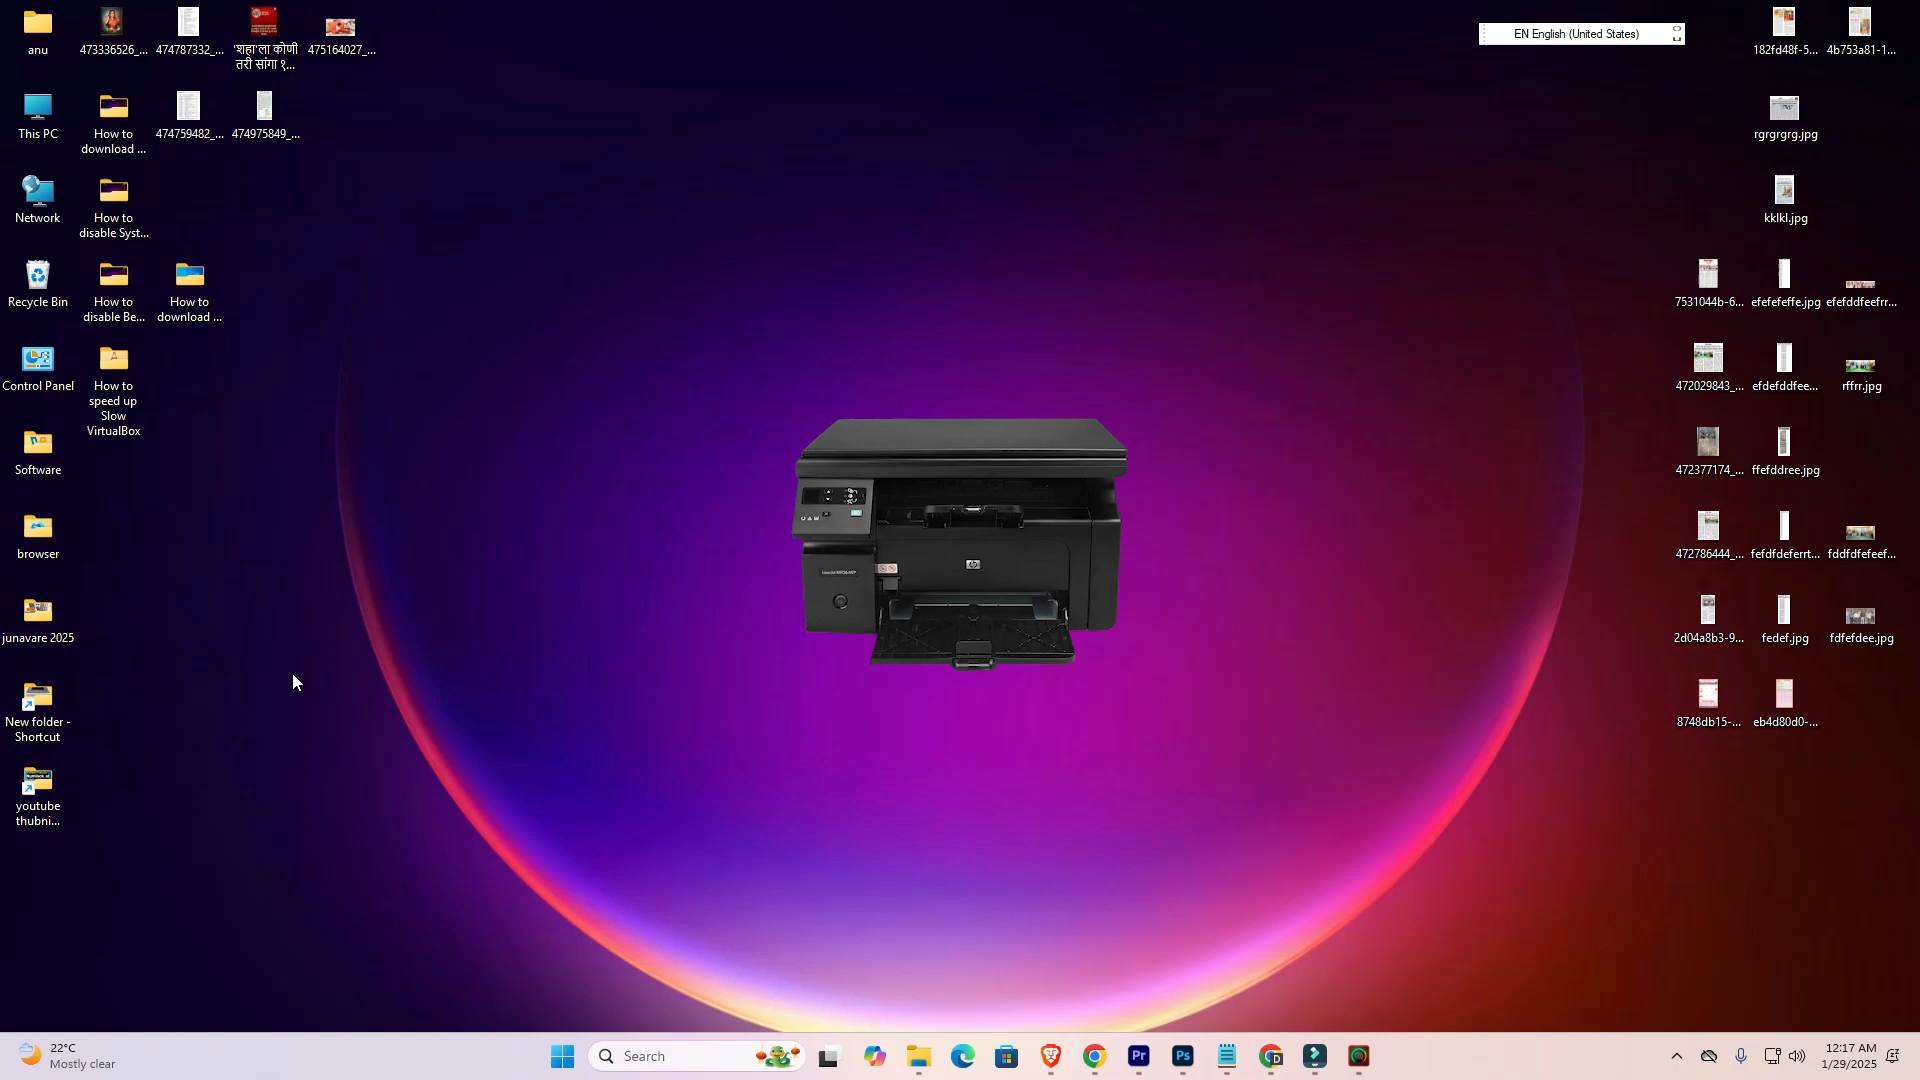 anu
473336526_...
474787332_...
'शहा'ला कोणी
तरी सांगा १...
475164027_...
EN English (United States)
182fd48f-5...
4b753a81-1...
This PC
How to
download ...
474759482_...
474975849_...
rgrgrgrg.jpg
Network
How to
disable Syst...
kklkl.jpg
Recycle Bin
How to
disable Be...
How to
download ...
7531044b-6...
efefefeffe.jpg
efefddfeefrr...
Control Panel
How to
speed up
Slow
VirtualBox
472029843_...
efdefddfee...
rffrr.jpg
Software
472377174_...
ffefddree.jpg
browser
472786444_...
fefdfdeferrt...
fddfdfefeef...
junavare 2025
2d04a8b3-9...
fedef.jpg
fdfefdee.jpg
New folder -
Shortcut
8748db15-...
eb4d80d0-...
youtube
thubni...
hp
22°C
Mostly clear
Search
Pr
Ps
D
12:17 AM
1/29/2025